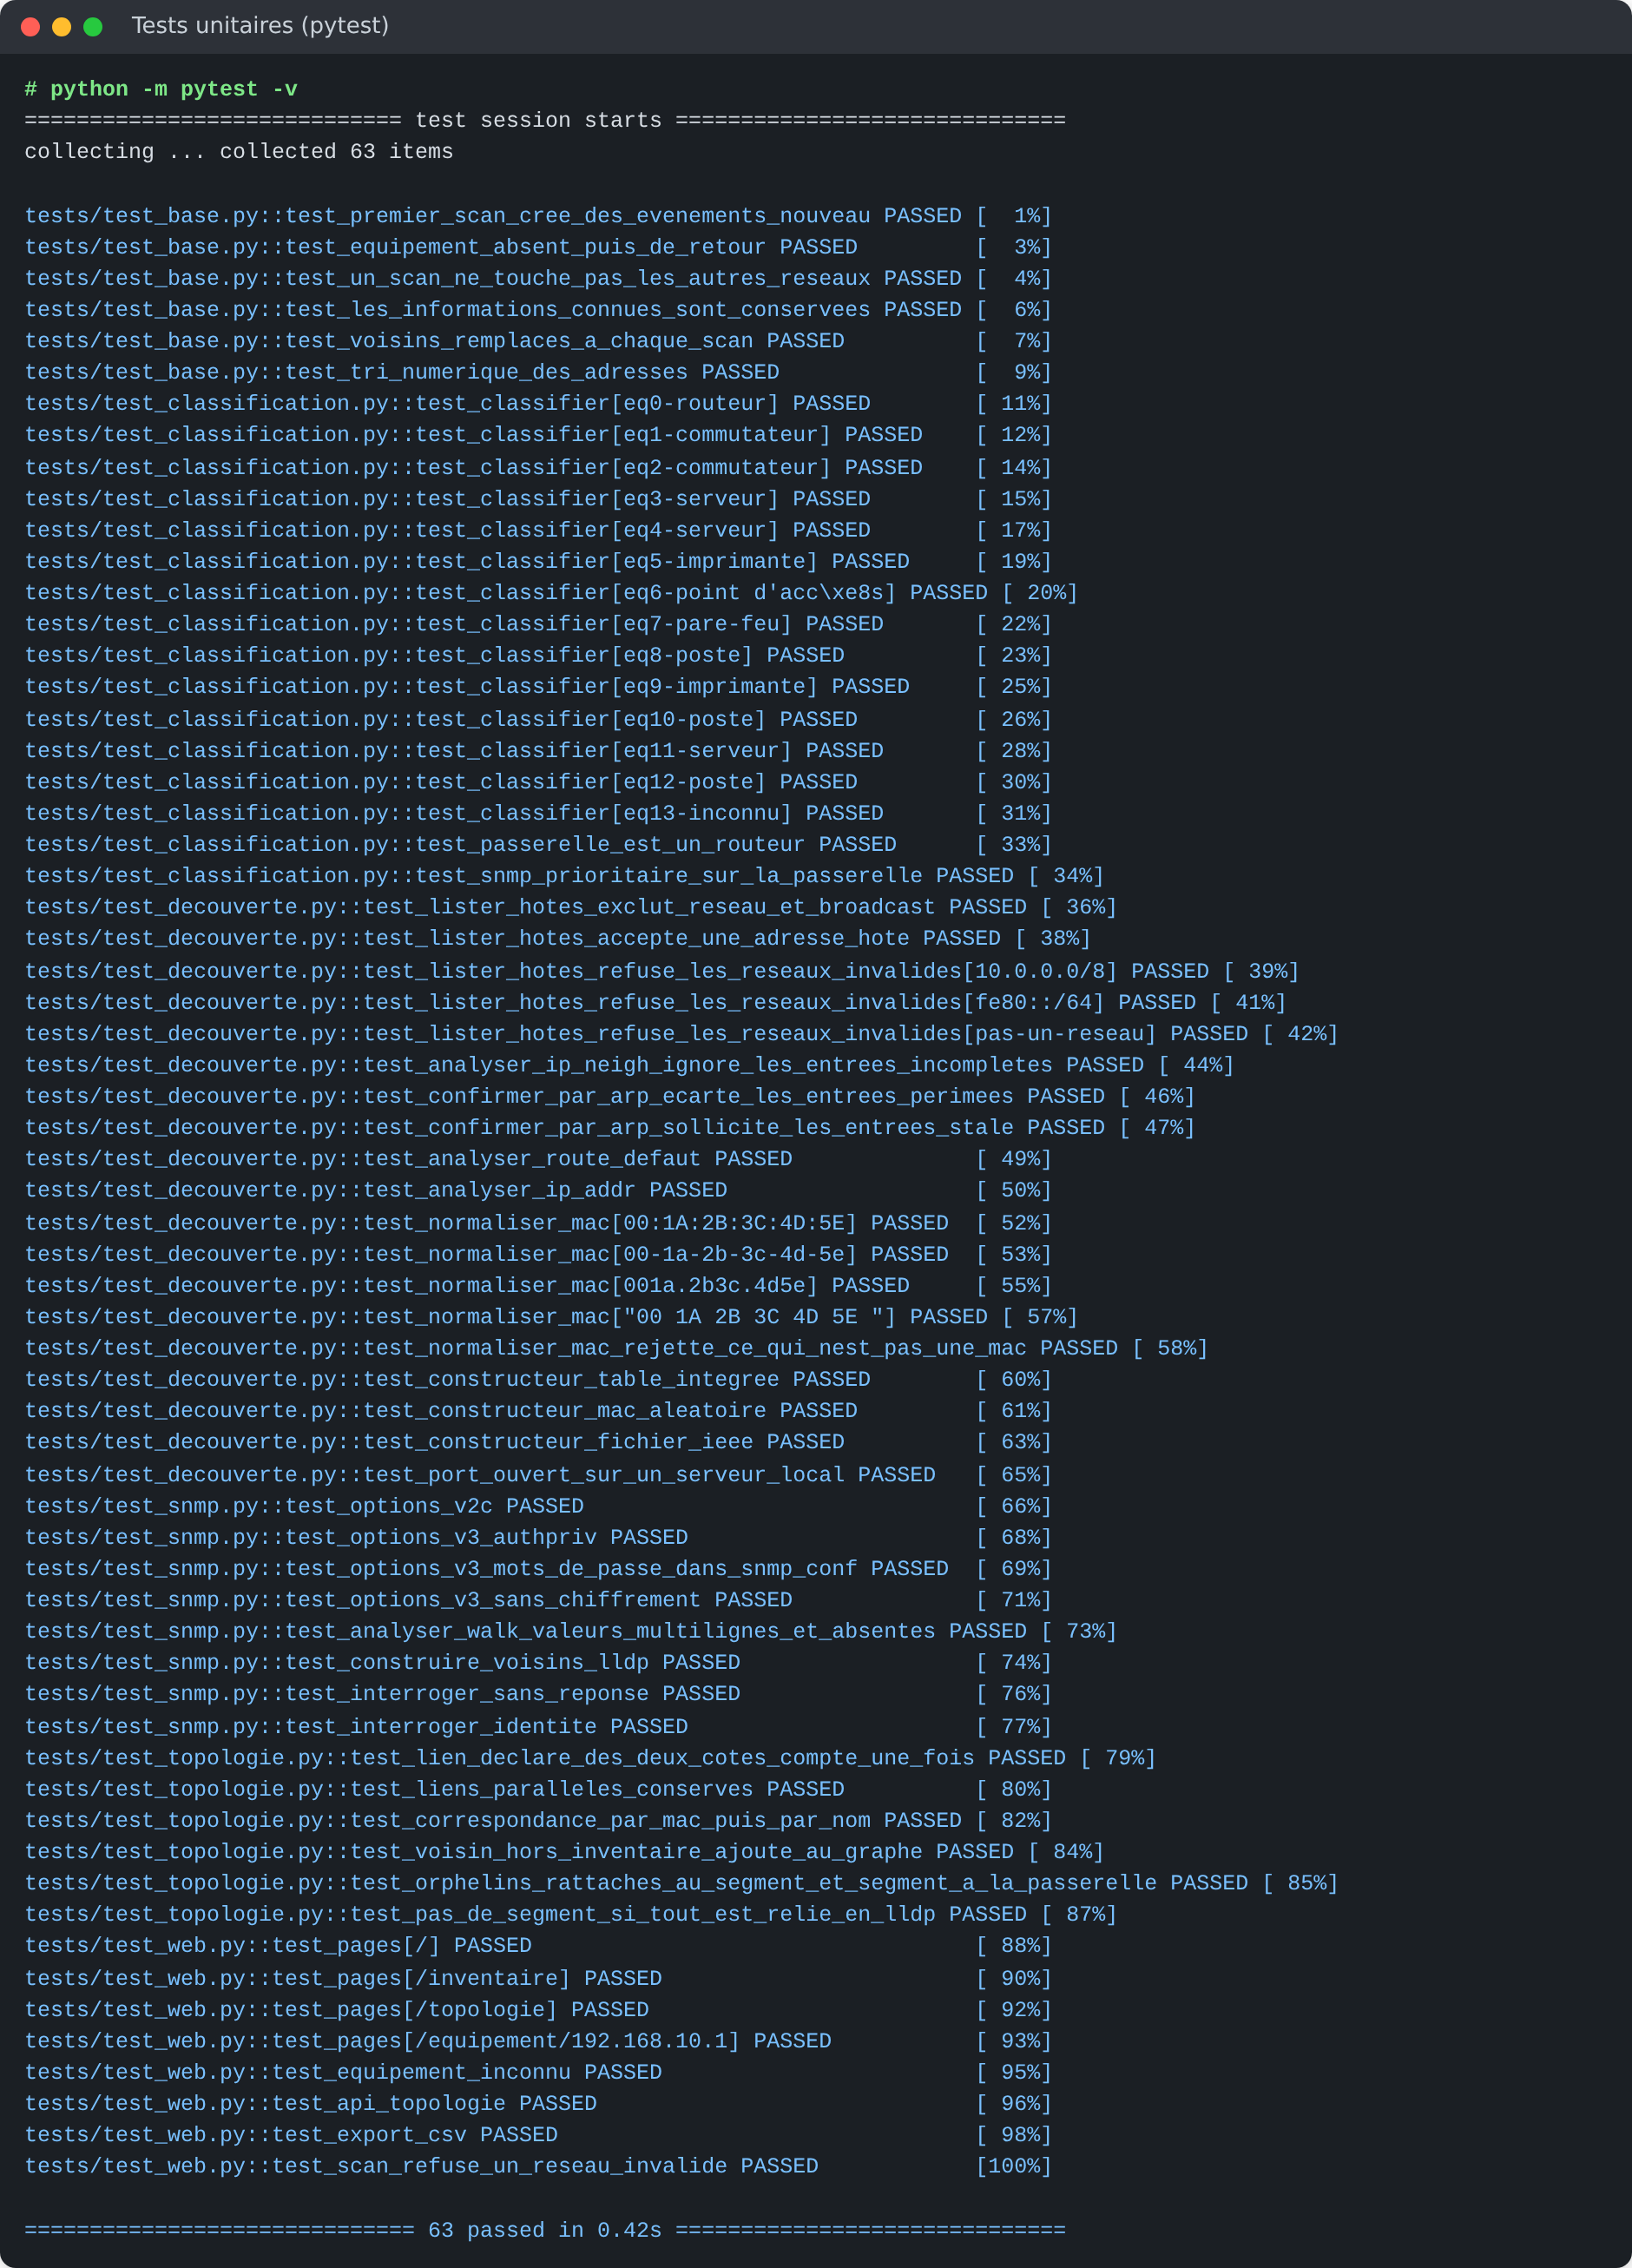 Tests unitaires (pytest)
# python -m pytest -v
============================= test session starts ==============================
collecting ... collected 63 items
tests/test_base.py::test_premier_scan_cree_des_evenements_nouveau PASSED [  1%]
tests/test_base.py::test_equipement_absent_puis_de_retour PASSED         [  3%]
tests/test_base.py::test_un_scan_ne_touche_pas_les_autres_reseaux PASSED [  4%]
tests/test_base.py::test_les_informations_connues_sont_conservees PASSED [  6%]
tests/test_base.py::test_voisins_remplaces_a_chaque_scan PASSED          [  7%]
tests/test_base.py::test_tri_numerique_des_adresses PASSED               [  9%]
tests/test_classification.py::test_classifier[eq0-routeur] PASSED        [ 11%]
tests/test_classification.py::test_classifier[eq1-commutateur] PASSED    [ 12%]
tests/test_classification.py::test_classifier[eq2-commutateur] PASSED    [ 14%]
tests/test_classification.py::test_classifier[eq3-serveur] PASSED        [ 15%]
tests/test_classification.py::test_classifier[eq4-serveur] PASSED        [ 17%]
tests/test_classification.py::test_classifier[eq5-imprimante] PASSED     [ 19%]
tests/test_classification.py::test_classifier[eq6-point d'acc\xe8s] PASSED [ 20%]
tests/test_classification.py::test_classifier[eq7-pare-feu] PASSED       [ 22%]
tests/test_classification.py::test_classifier[eq8-poste] PASSED          [ 23%]
tests/test_classification.py::test_classifier[eq9-imprimante] PASSED     [ 25%]
tests/test_classification.py::test_classifier[eq10-poste] PASSED         [ 26%]
tests/test_classification.py::test_classifier[eq11-serveur] PASSED       [ 28%]
tests/test_classification.py::test_classifier[eq12-poste] PASSED         [ 30%]
tests/test_classification.py::test_classifier[eq13-inconnu] PASSED       [ 31%]
tests/test_classification.py::test_passerelle_est_un_routeur PASSED      [ 33%]
tests/test_classification.py::test_snmp_prioritaire_sur_la_passerelle PASSED [ 34%]
tests/test_decouverte.py::test_lister_hotes_exclut_reseau_et_broadcast PASSED [ 36%]
tests/test_decouverte.py::test_lister_hotes_accepte_une_adresse_hote PASSED [ 38%]
tests/test_decouverte.py::test_lister_hotes_refuse_les_reseaux_invalides[10.0.0.0/8] PASSED [ 39%]
tests/test_decouverte.py::test_lister_hotes_refuse_les_reseaux_invalides[fe80::/64] PASSED [ 41%]
tests/test_decouverte.py::test_lister_hotes_refuse_les_reseaux_invalides[pas-un-reseau] PASSED [ 42%]
tests/test_decouverte.py::test_analyser_ip_neigh_ignore_les_entrees_incompletes PASSED [ 44%]
tests/test_decouverte.py::test_confirmer_par_arp_ecarte_les_entrees_perimees PASSED [ 46%]
tests/test_decouverte.py::test_confirmer_par_arp_sollicite_les_entrees_stale PASSED [ 47%]
tests/test_decouverte.py::test_analyser_route_defaut PASSED              [ 49%]
tests/test_decouverte.py::test_analyser_ip_addr PASSED                   [ 50%]
tests/test_decouverte.py::test_normaliser_mac[00:1A:2B:3C:4D:5E] PASSED  [ 52%]
tests/test_decouverte.py::test_normaliser_mac[00-1a-2b-3c-4d-5e] PASSED  [ 53%]
tests/test_decouverte.py::test_normaliser_mac[001a.2b3c.4d5e] PASSED     [ 55%]
tests/test_decouverte.py::test_normaliser_mac["00 1A 2B 3C 4D 5E "] PASSED [ 57%]
tests/test_decouverte.py::test_normaliser_mac_rejette_ce_qui_nest_pas_une_mac PASSED [ 58%]
tests/test_decouverte.py::test_constructeur_table_integree PASSED        [ 60%]
tests/test_decouverte.py::test_constructeur_mac_aleatoire PASSED         [ 61%]
tests/test_decouverte.py::test_constructeur_fichier_ieee PASSED          [ 63%]
tests/test_decouverte.py::test_port_ouvert_sur_un_serveur_local PASSED   [ 65%]
tests/test_snmp.py::test_options_v2c PASSED                              [ 66%]
tests/test_snmp.py::test_options_v3_authpriv PASSED                      [ 68%]
tests/test_snmp.py::test_options_v3_mots_de_passe_dans_snmp_conf PASSED  [ 69%]
tests/test_snmp.py::test_options_v3_sans_chiffrement PASSED              [ 71%]
tests/test_snmp.py::test_analyser_walk_valeurs_multilignes_et_absentes PASSED [ 73%]
tests/test_snmp.py::test_construire_voisins_lldp PASSED                  [ 74%]
tests/test_snmp.py::test_interroger_sans_reponse PASSED                  [ 76%]
tests/test_snmp.py::test_interroger_identite PASSED                      [ 77%]
tests/test_topologie.py::test_lien_declare_des_deux_cotes_compte_une_fois PASSED [ 79%]
tests/test_topologie.py::test_liens_paralleles_conserves PASSED          [ 80%]
tests/test_topologie.py::test_correspondance_par_mac_puis_par_nom PASSED [ 82%]
tests/test_topologie.py::test_voisin_hors_inventaire_ajoute_au_graphe PASSED [ 84%]
tests/test_topologie.py::test_orphelins_rattaches_au_segment_et_segment_a_la_passerelle PASSED [ 85%]
tests/test_topologie.py::test_pas_de_segment_si_tout_est_relie_en_lldp PASSED [ 87%]
tests/test_web.py::test_pages[/] PASSED                                  [ 88%]
tests/test_web.py::test_pages[/inventaire] PASSED                        [ 90%]
tests/test_web.py::test_pages[/topologie] PASSED                         [ 92%]
tests/test_web.py::test_pages[/equipement/192.168.10.1] PASSED           [ 93%]
tests/test_web.py::test_equipement_inconnu PASSED                        [ 95%]
tests/test_web.py::test_api_topologie PASSED                             [ 96%]
tests/test_web.py::test_export_csv PASSED                                [ 98%]
tests/test_web.py::test_scan_refuse_un_reseau_invalide PASSED            [100%]
============================== 63 passed in 0.42s ==============================